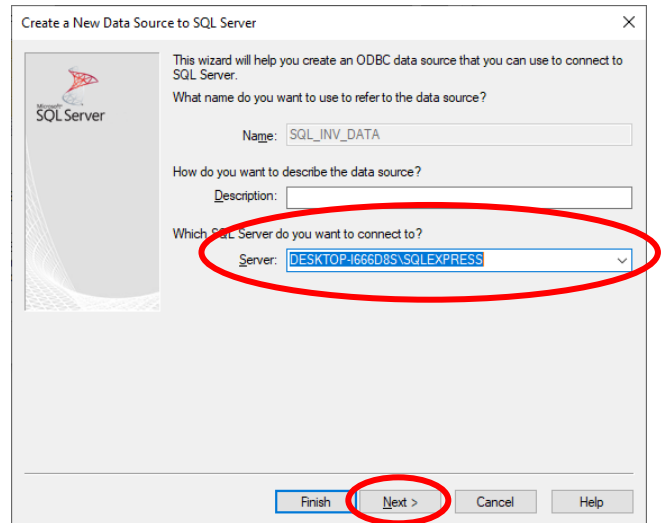 Create a New Data Source to SQL Server
This wizard will help you create an ODBC data source that you can use to connect to
SQL Server.
What name do you want to use to refer to the data source?
Microsoft
SQL Server
Name: SQL_INV_DATA
How do you want to describe the data source?
Description:
Which SQL Server do you want to connect to?
Server: DESKTOP-I666D8S\SQLEXPRESS
Finish Next > Cancel Help